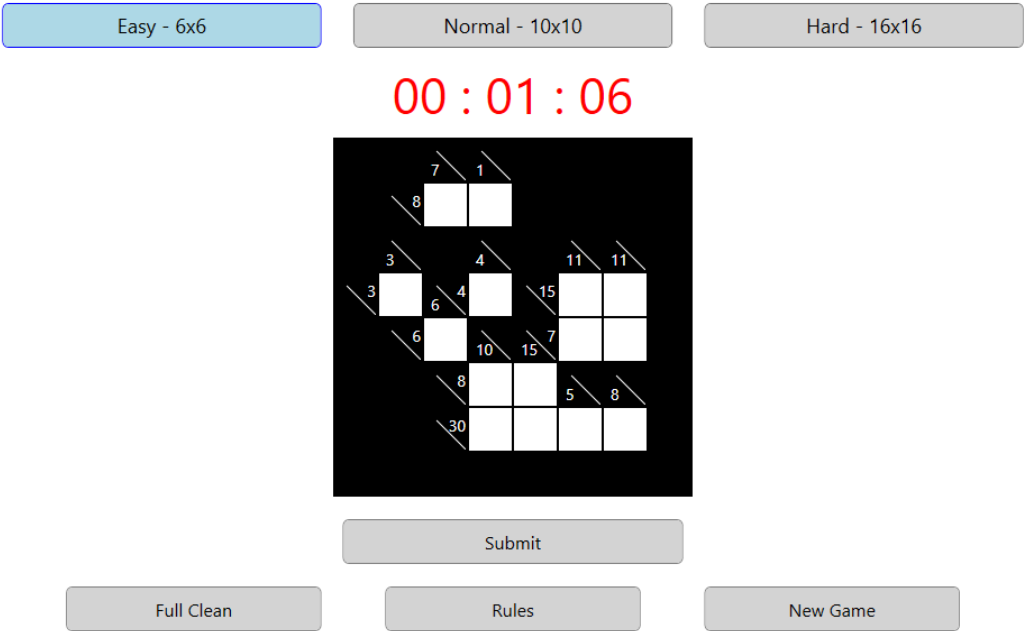 Easy - 6x6 Normal - 10x10 Hard - 16x16
00 : 01 : 06
7 1
8
3 4 11 11
3 6 4 15
6 10 15 7
8 5 8
30
Submit
Full Clean Rules New Game